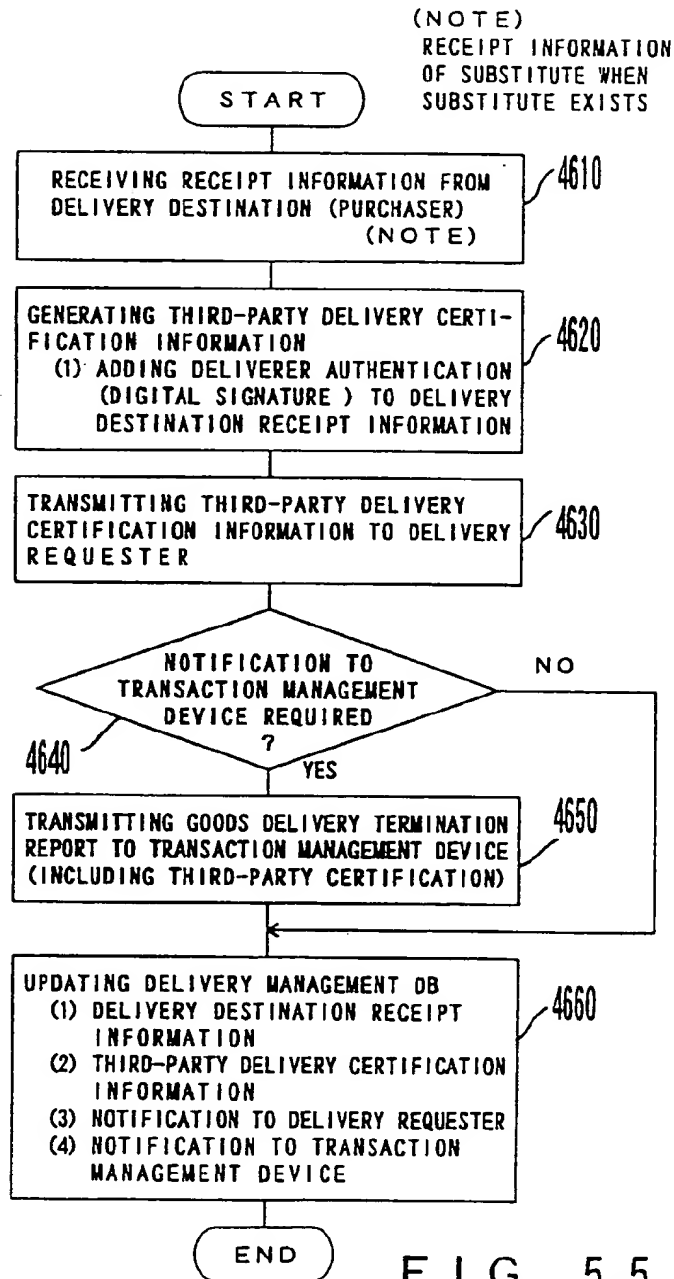 (NOTE)
RECEIPT INFORMATION
OF SUBSTITUTE WHEN
SUBSTITUTE EXISTS
START
RECEIVING RECEIPT INFORMATION FROM
DELIVERY DESTINATION (PURCHASER)
(NOTE)
4610
GENERATING THIRD-PARTY DELIVERY CERTI-
FICATION INFORMATION
(1) ADDING DELIVERER AUTHENTICATION
(DIGITAL SIGNATURE) TO DELIVERY
DESTINATION RECEIPT INFORMATION
4620
TRANSMITTING THIRD-PARTY DELIVERY
CERTIFICATION INFORMATION TO DELIVERY
REQUESTER
4630
NOTIFICATION TO
TRANSACTION MANAGEMENT
DEVICE REQUIRED
?
NO
4640
YES
TRANSMITTING GOODS DELIVERY TERMINATION
REPORT TO TRANSACTION MANAGEMENT DEVICE
(INCLUDING THIRD-PARTY CERTIFICATION)
4650
UPDATING DELIVERY MANAGEMENT DB
(1) DELIVERY DESTINATION RECEIPT
INFORMATION
(2) THIRD-PARTY DELIVERY CERTIFICATION
INFORMATION
(3) NOTIFICATION TO DELIVERY REQUESTER
(4) NOTIFICATION TO TRANSACTION
MANAGEMENT DEVICE
4660
END
FIG. 55